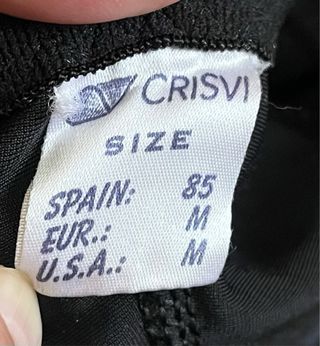 CRISVI
SIZE
SPAIN: 85
EUR.: M
U.S.A.: M